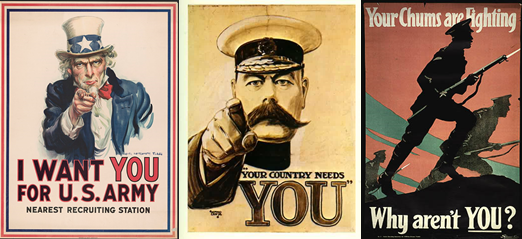 I WANT YOU
FOR U.S. ARMY
NEAREST RECRUITING STATION
"YOUR COUNTRY NEEDS
YOU"
Your Chums are Fighting
Why aren't YOU?